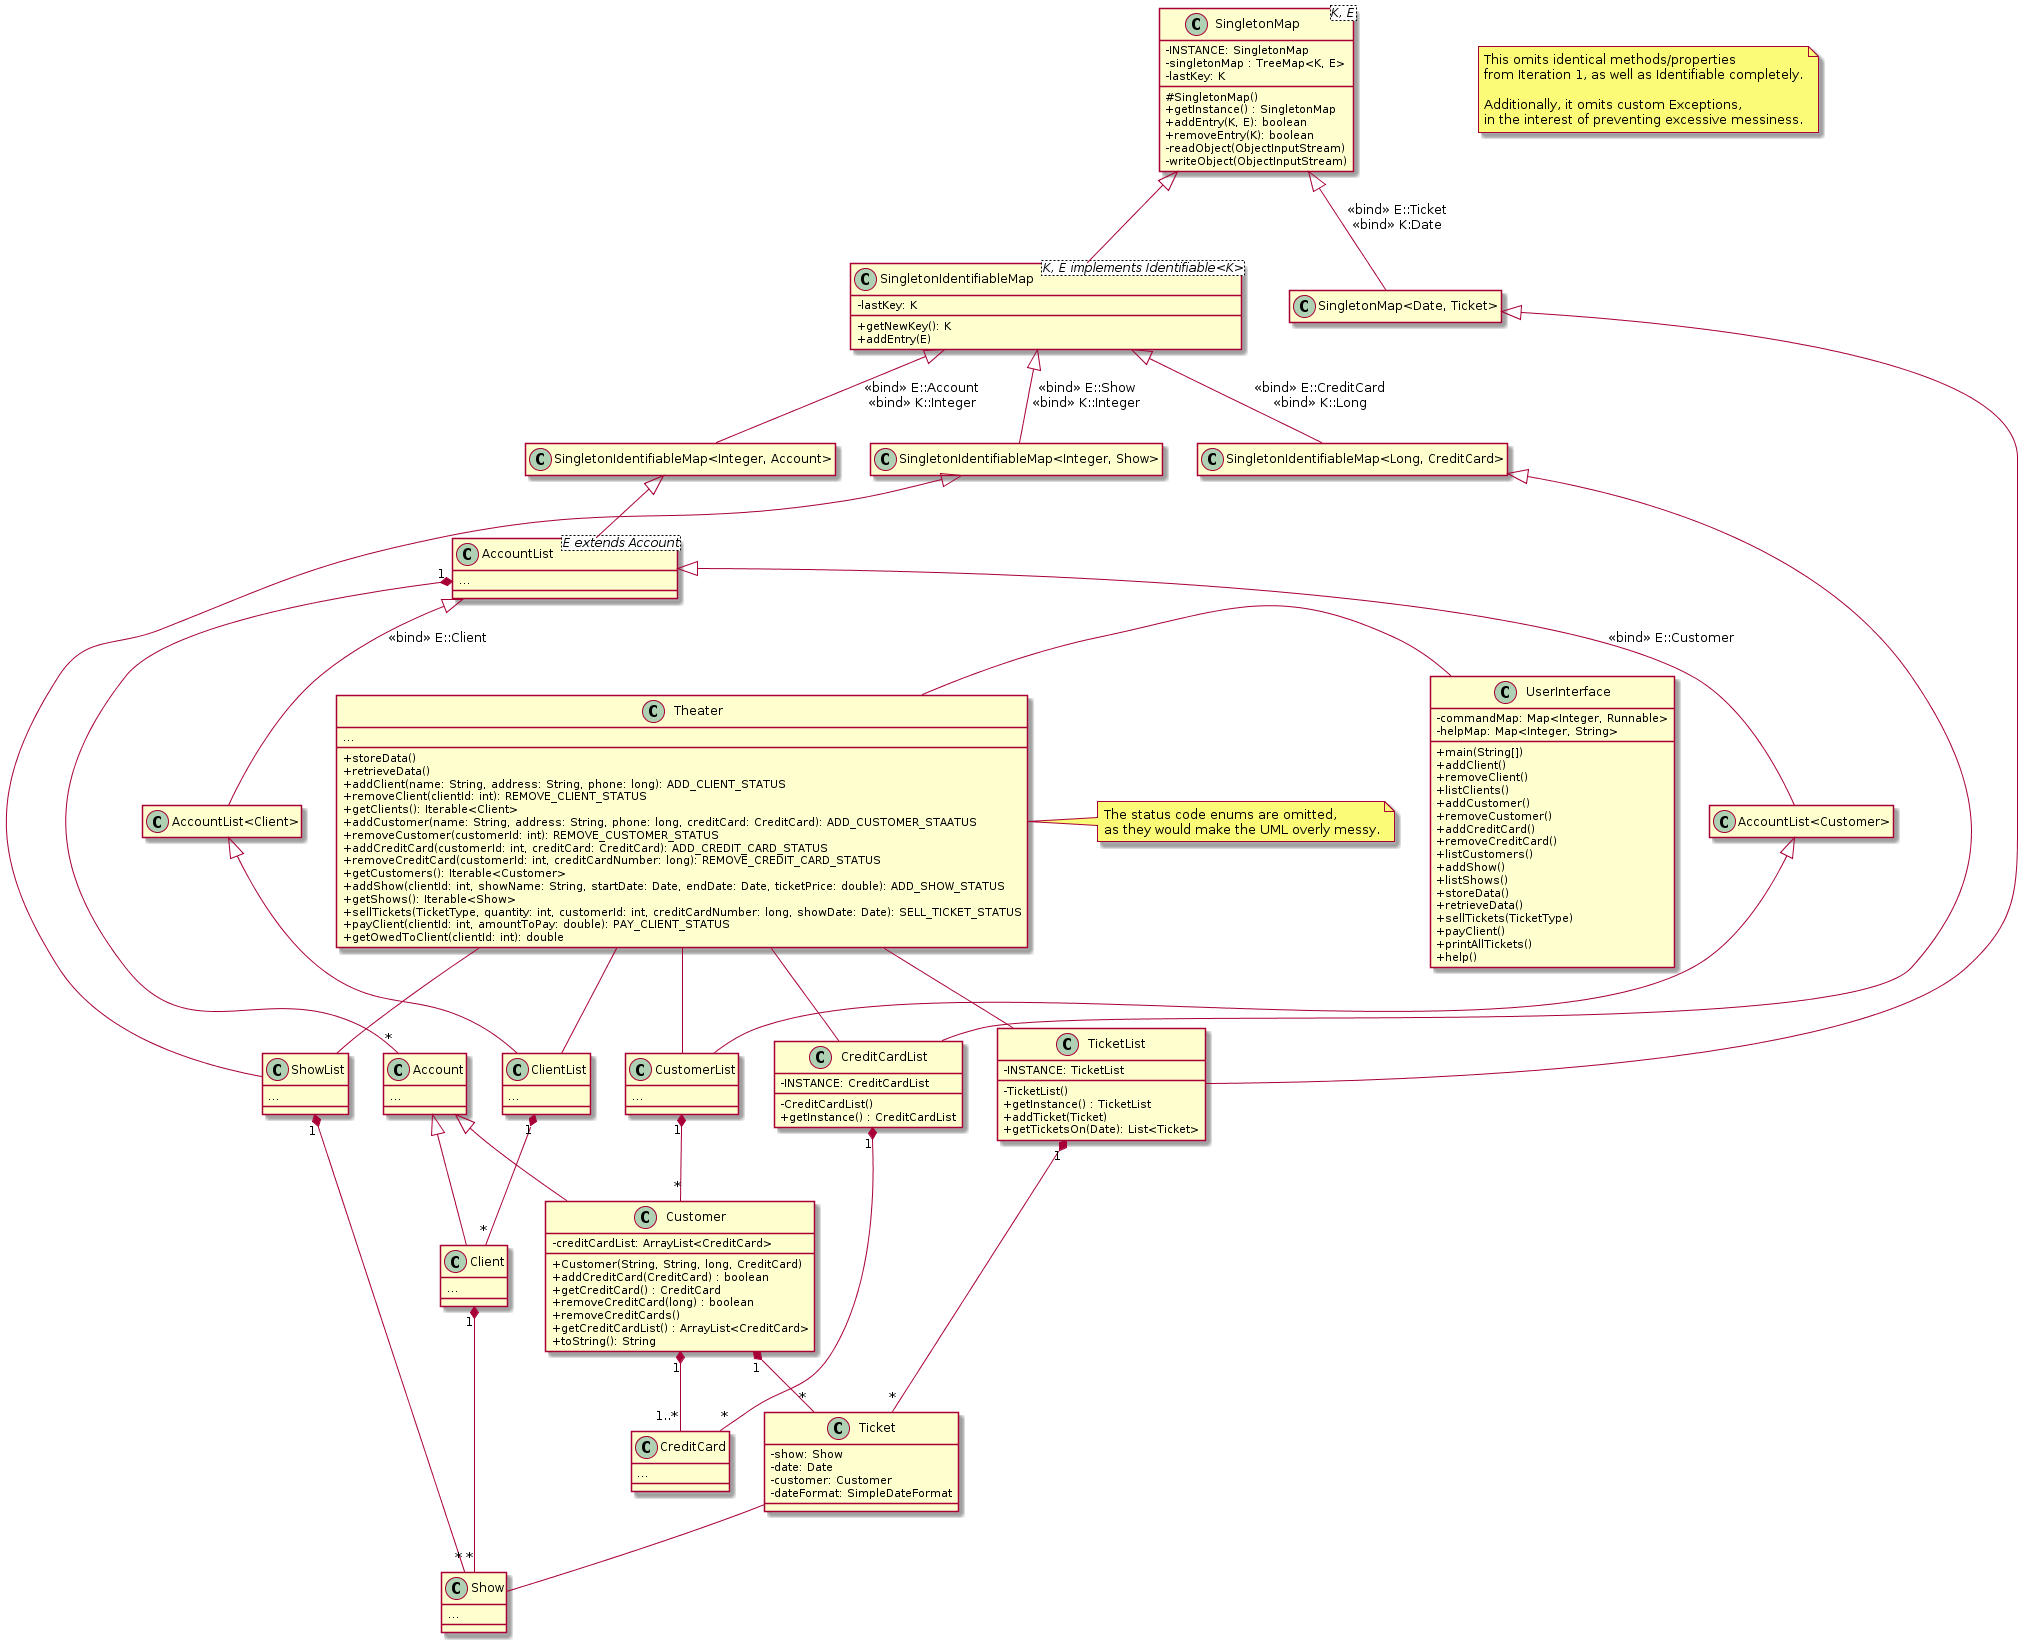 K, E
C SingletonMap
-INSTANCE: SingletonMap
-singletonMap : TreeMap<K, E>
-lastKey: K
#SingletonMap()
+getInstance() : SingletonMap
+addEntry(K, E): boolean
+removeEntry(K): boolean
-readObject(ObjectInputStream)
-writeObject(ObjectInputStream)
This omits identical methods/properties
from Iteration 1, as well as Identifiable completely.
Additionally, it omits custom Exceptions,
in the interest of preventing excessive messiness.
«bind» E::Ticket
«bind» K:Date
K, E implements Identifiable<K>
C SingletonIdentifiableMap
-lastKey: K
+getNewKey(): K
+addEntry(E)
C SingletonMap<Date, Ticket>
«bind» E::Account
«bind» K::Integer
«bind» E::Show
«bind» K::Integer
«bind» E::CreditCard
«bind» K::Long
C SingletonIdentifiableMap<Integer, Account>
C SingletonIdentifiableMap<Integer, Show>
C SingletonIdentifiableMap<Long, CreditCard>
E extends Account
C AccountList
...
1
«bind» E::Client
«bind» E::Customer
C Theater
...
+storeData()
+retrieveData()
+addClient(name: String, address: String, phone: long): ADD_CLIENT_STATUS
+removeClient(clientId: int): REMOVE_CLIENT_STATUS
+getClients(): Iterable<Client>
+addCustomer(name: String, address: String, phone: long, creditCard: CreditCard): ADD_CUSTOMER_STAATUS
+removeCustomer(customerId: int): REMOVE_CUSTOMER_STATUS
+addCreditCard(customerId: int, creditCard: CreditCard): ADD_CREDIT_CARD_STATUS
+removeCreditCard(customerId: int, creditCardNumber: long): REMOVE_CREDIT_CARD_STATUS
+getCustomers(): Iterable<Customer>
+addShow(clientId: int, showName: String, startDate: Date, endDate: Date, ticketPrice: double): ADD_SHOW_STATUS
+getShows(): Iterable<Show>
+sellTickets(TicketType, quantity: int, customerId: int, creditCardNumber: long, showDate: Date): SELL_TICKET_STATUS
+payClient(clientId: int, amountToPay: double): PAY_CLIENT_STATUS
+getOwedToClient(clientId: int): double
The status code enums are omitted,
as they would make the UML overly messy.
C UserInterface
-commandMap: Map<Integer, Runnable>
-helpMap: Map<Integer, String>
+main(String[])
+addClient()
+removeClient()
+listClients()
+addCustomer()
+removeCustomer()
+addCreditCard()
+removeCreditCard()
+listCustomers()
+addShow()
+listShows()
+storeData()
+retrieveData()
+sellTickets(TicketType)
+payClient()
+printAllTickets()
+help()
C AccountList<Client>
C AccountList<Customer>
*
C ShowList
...
1
C Account
...
C ClientList
...
1
C CustomerList
...
1
C CreditCardList
-INSTANCE: CreditCardList
-CreditCardList()
+getInstance() : CreditCardList
1
C TicketList
-INSTANCE: TicketList
-TicketList()
+getInstance() : TicketList
+addTicket(Ticket)
+getTicketsOn(Date): List<Ticket>
1
*
*
C Client
...
1
C Customer
-creditCardList: ArrayList<CreditCard>
+Customer(String, String, long, CreditCard)
+addCreditCard(CreditCard) : boolean
+getCreditCard() : CreditCard
+removeCreditCard(long) : boolean
+removeCreditCards()
+getCreditCardList() : ArrayList<CreditCard>
+toString(): String
1
1
1..*
*
*
*
C CreditCard
...
C Ticket
-show: Show
-date: Date
-customer: Customer
-dateFormat: SimpleDateFormat
*
*
C Show
...